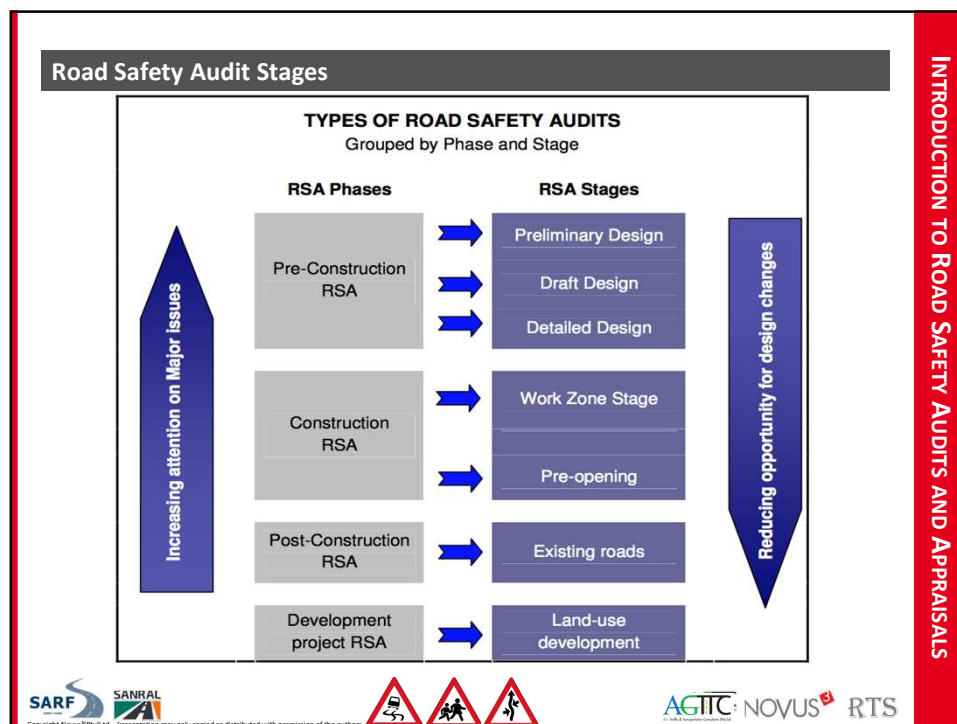 Road Safety Audit Stages
TYPES OF ROAD SAFETY AUDITS
Grouped by Phase and Stage
RSA Phases
RSA Stages
Pre-Construction
RSA
Preliminary Design
Draft Design
Detailed Design
Construction
RSA
Work Zone Stage
Pre-opening
Post-Construction
RSA
Existing roads
Development
project RSA
Land-use
development
Increasing attention on Major issues
Reducing opportunity for design changes
INTRODUCTION TO ROAD SAFETY AUDITS AND APPRAISALS
SARF
SANRAL
AGTTC
NOVUS3
RTS